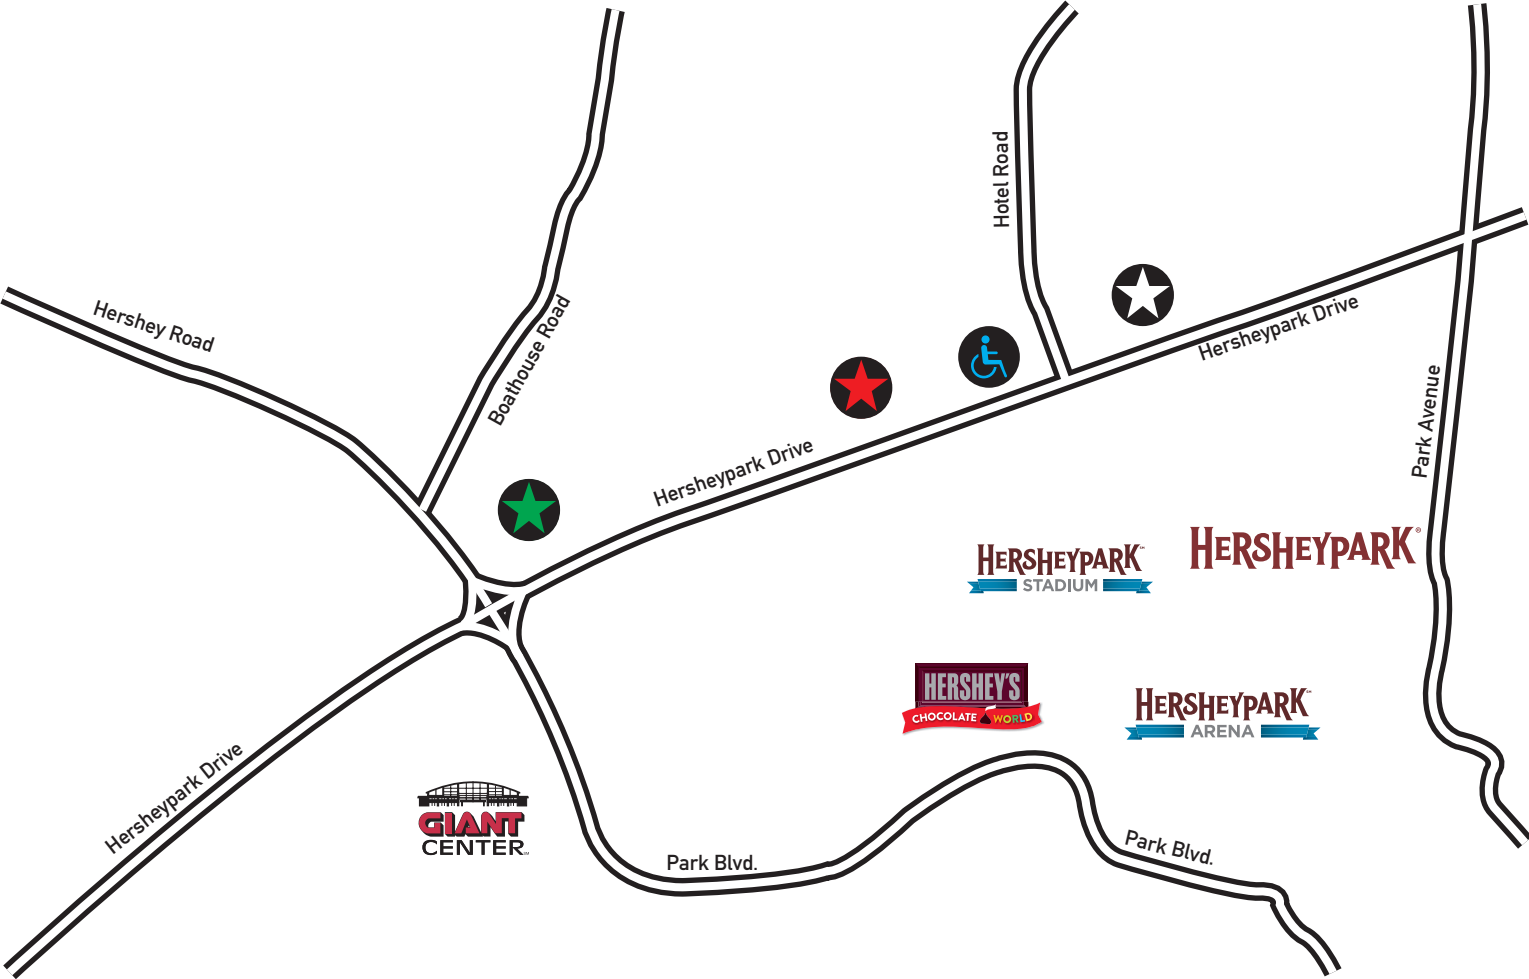 Hotel Road
Hershey Road
Boathouse Road
Hersheypark Drive
Park Avenue
Hersheypark Drive
HERSHEYPARK®
HERSHEYPARK
STADIUM
HERSHEY'S
CHOCOLATE WORLD
HERSHEYPARK
ARENA
Hersheypark Drive
GIANT
CENTER
Park Blvd.
Park Blvd.